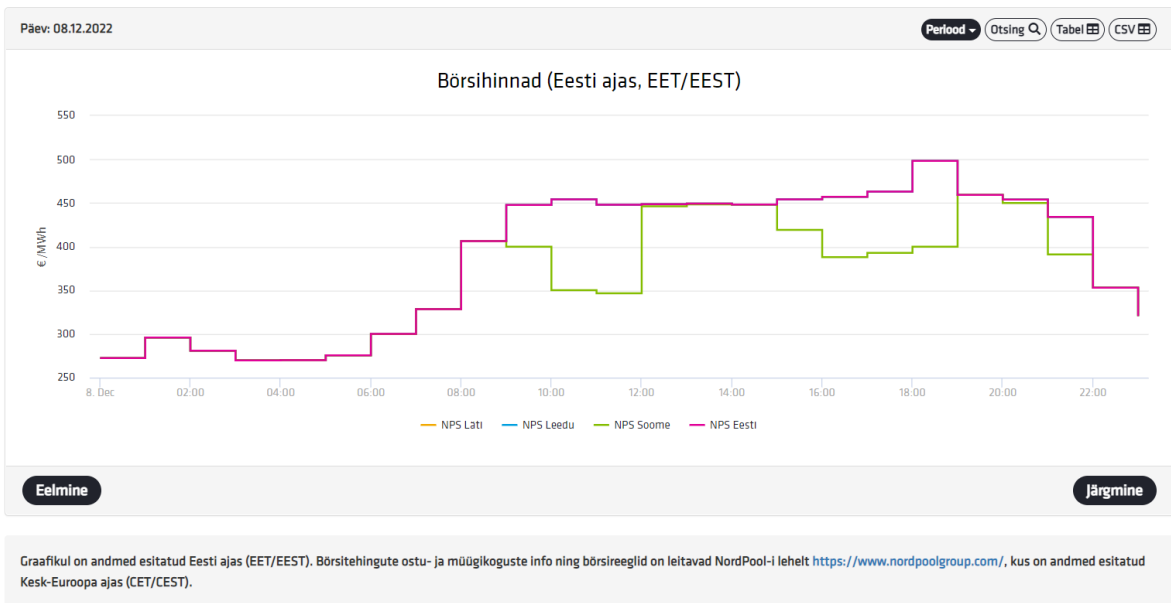 Päev: 08.12.2022
Periood
Otsing
Tabel
CSV
Börsihinnad (Eesti ajas, EET/EEST)
€ /MWh
550
500
450
400
350
300
250
8. Dec
02:00
04:00
06:00
08:00
10:00
12:00
14:00
16:00
18:00
20:00
22:00
NPS Läti
NPS Leedu
NPS Soome
NPS Eesti
Eelmine
Järgmine
Graafikul on andmed esitatud Eesti ajas (EET/EEST). Börsitehingute ostu- ja müügikoguste info ning börsireeglid on leitavad NordPool-i lehelt https://www.nordpoolgroup.com/, kus on andmed esitatud
Kesk-Euroopa ajas (CET/CEST).